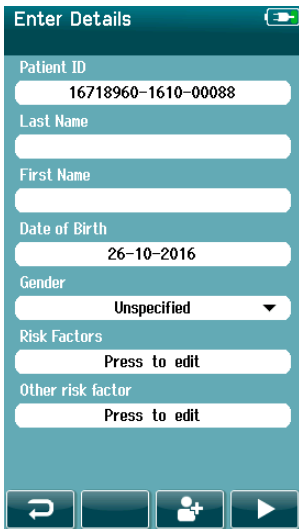 Enter Details
Patient ID
16718960-1610-00088
Last Name
First Name
Date of Birth
26-10-2016
Gender
Unspecified
Risk Factors
Press to edit
Other risk factor
Press to edit